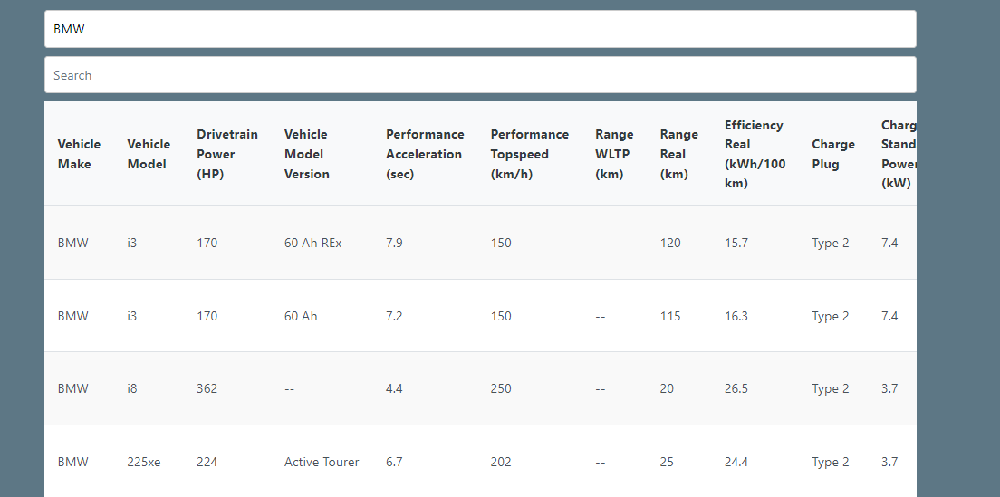 BMW
Search
Vehicle Make Vehicle Model Drivetrain Power (HP) Vehicle Model Version Performance Acceleration (sec) Performance Topspeed (km/h) Range WLTP (km) Range Real (km) Efficiency Real (kWh/100 km) Charge Plug Charg Stand Power (kW)
BMW i3 170 60 Ah REx 7.9 150 -- 120 15.7 Type 2 7.4
BMW i3 170 60 Ah 7.2 150 -- 115 16.3 Type 2 7.4
BMW i8 362 -- 4.4 250 -- 20 26.5 Type 2 3.7
BMW 225xe 224 Active Tourer 6.7 202 -- 25 24.4 Type 2 3.7